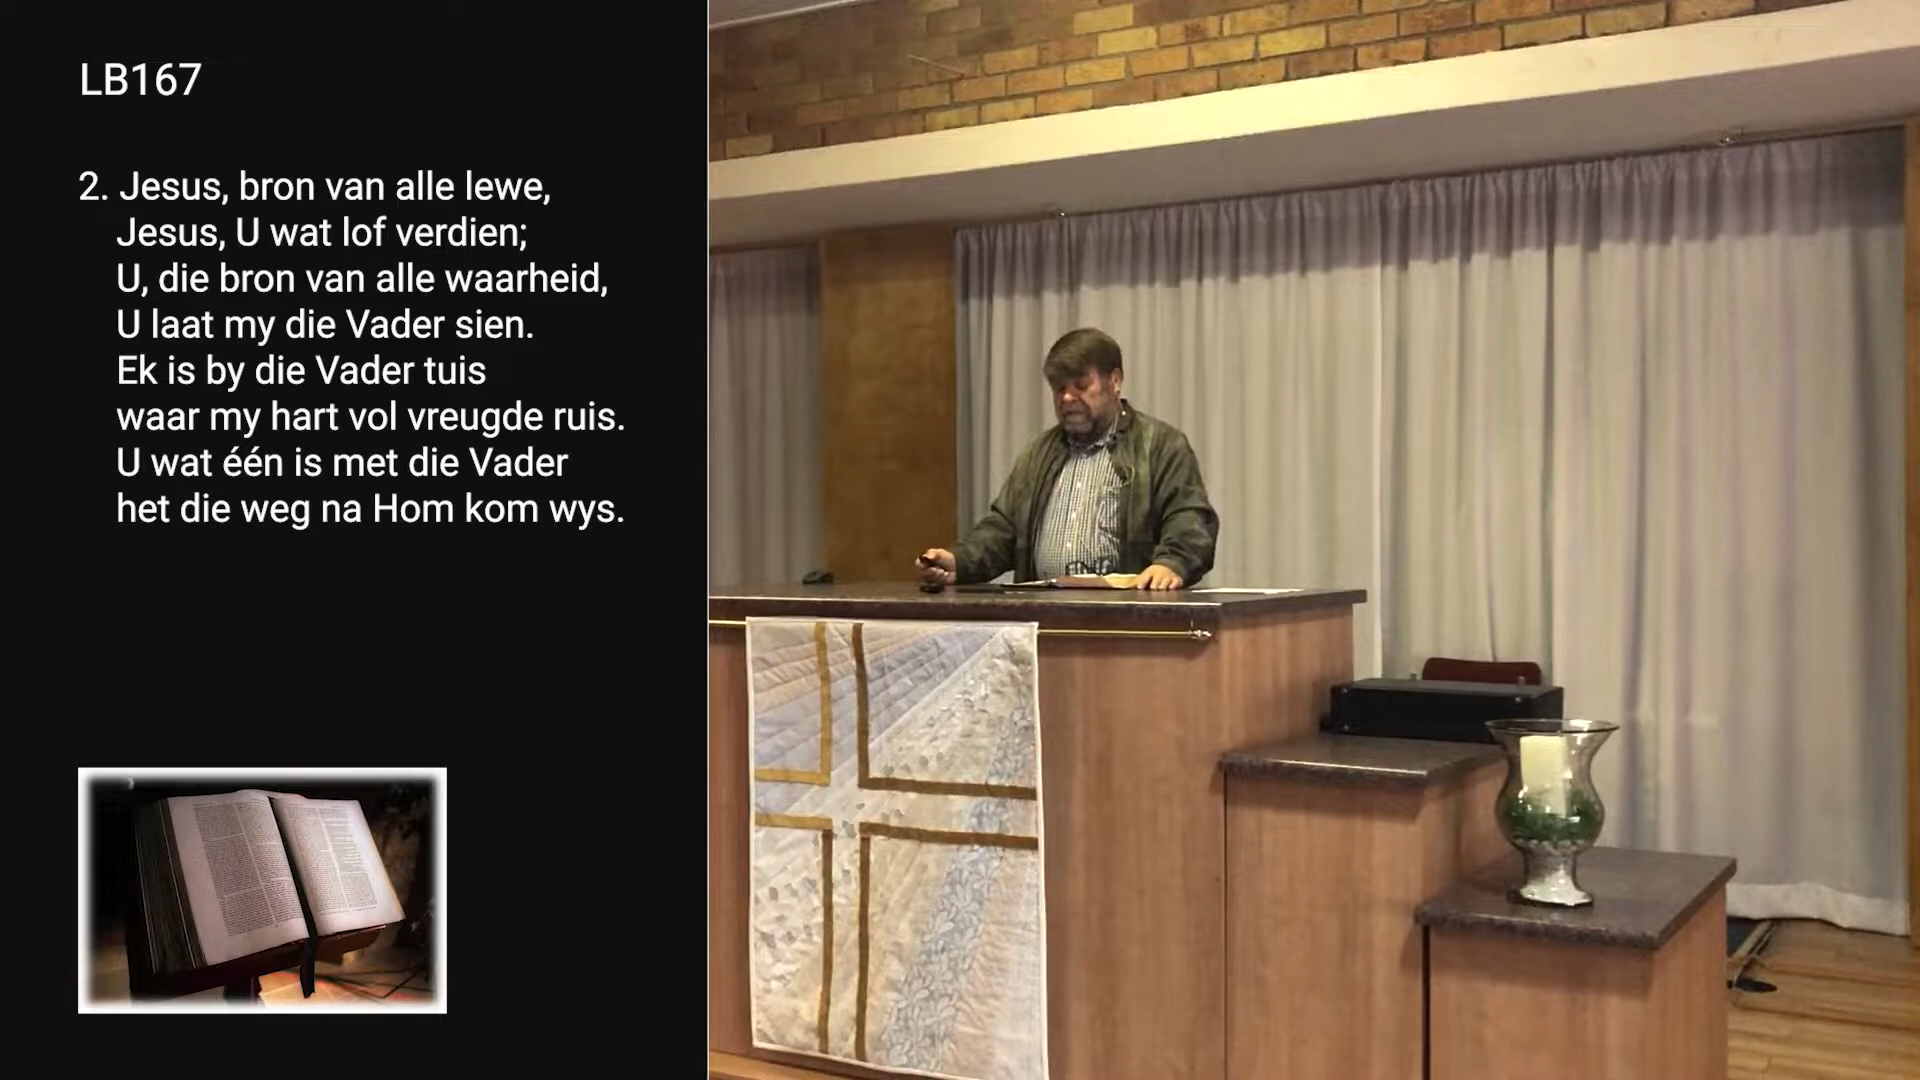 LB167
2. Jesus, bron van alle lewe,
Jesus, U wat lof verdien;
U, die bron van alle waarheid,
U laat my die Vader sien.
Ek is by die Vader tuis
waar my hart vol vreugde ruis.
U wat één is met die Vader
het die weg na Hom kom wys.